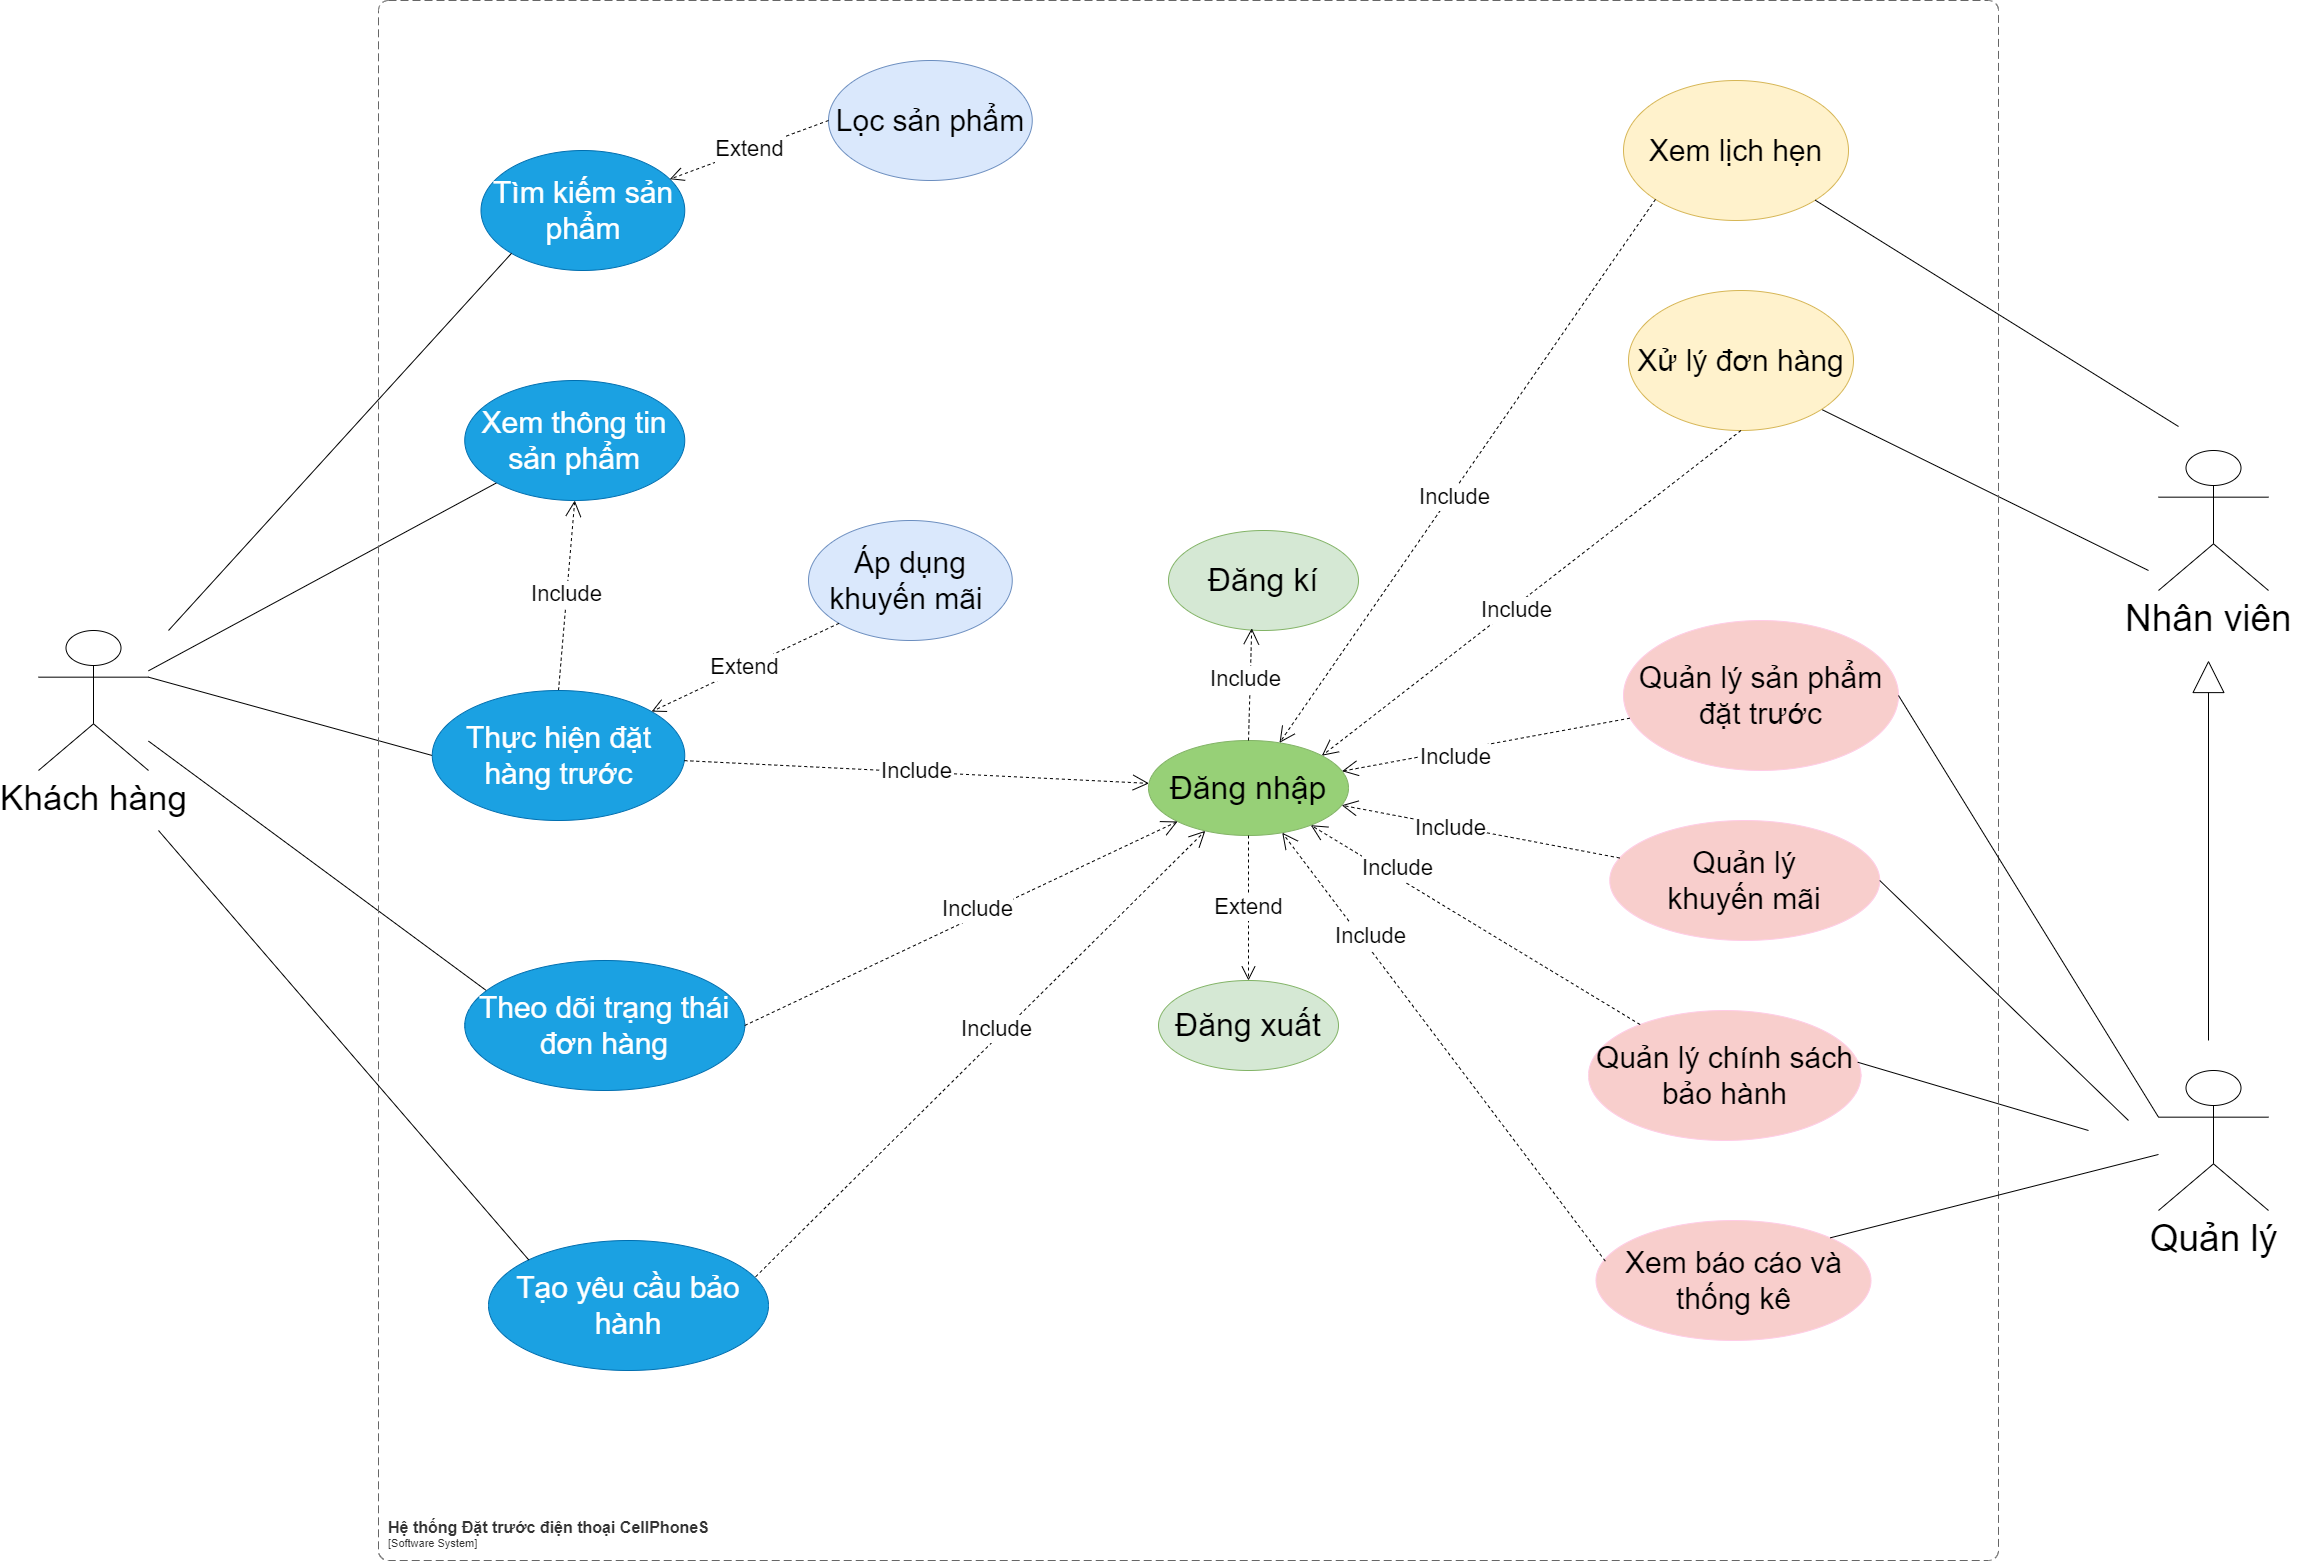 Lọc sản phẩm
Extend
Tìm kiếm sản
phẩm
Xem lịch hẹn
Xử lý đơn hàng
Xem thông tin
sản phẩm
Include
Include
Áp dụng
khuyến mãi
Đăng kí
Include
Include
Nhân viên
Extend
Include
Quản lý sản phẩm
đặt trước
Khách hàng
Thực hiện đặt
hàng trước
Include
Đăng nhập
Include
Include
Quản lý
khuyến mãi
Include
Include
Extend
Include
Theo dõi trạng thái
đơn hàng
Include
Đăng xuất
Quản lý chính sách
bảo hành
Tạo yêu cầu bảo
hành
Xem báo cáo và
thống kê
Quản lý
Hệ thống Đặt trước điện thoại CellPhoneS
[Software System]